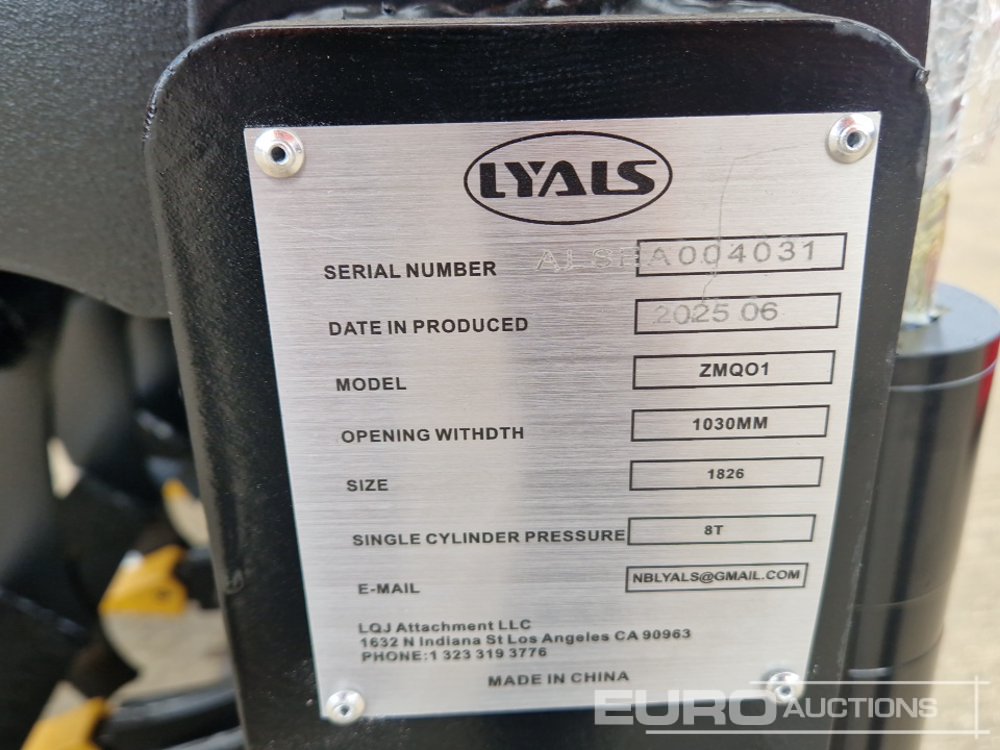 LYALS
SERIAL NUMBER ALSEA004031
DATE IN PRODUCED 2025 06
MODEL ZMQO1
OPENING WITHDTH 1030MM
SIZE 1826
SINGLE CYLINDER PRESSURE 8T
E-MAIL NBLYALS@GMAIL.COM
LQJ Attachment LLC
1632 N Indiana St Los Angeles CA 90963
PHONE:1 323 319 3776
MADE IN CHINA
EURO AUCTIONS